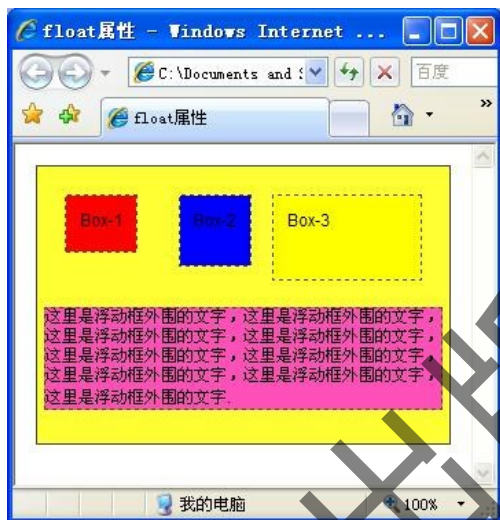 float属性 - Windows Internet ...
C:\Documents and S
百度
float属性
»
Box-1
Box-2
Box-3
这里是浮动框外围的文字，这里是浮动框外围的文字，
这里是浮动框外围的文字，这里是浮动框外围的文字，
这里是浮动框外围的文字，这里是浮动框外围的文字，
这里是浮动框外围的文字，这里是浮动框外围的文字，
这里是浮动框外围的文字.
我的电脑
100%